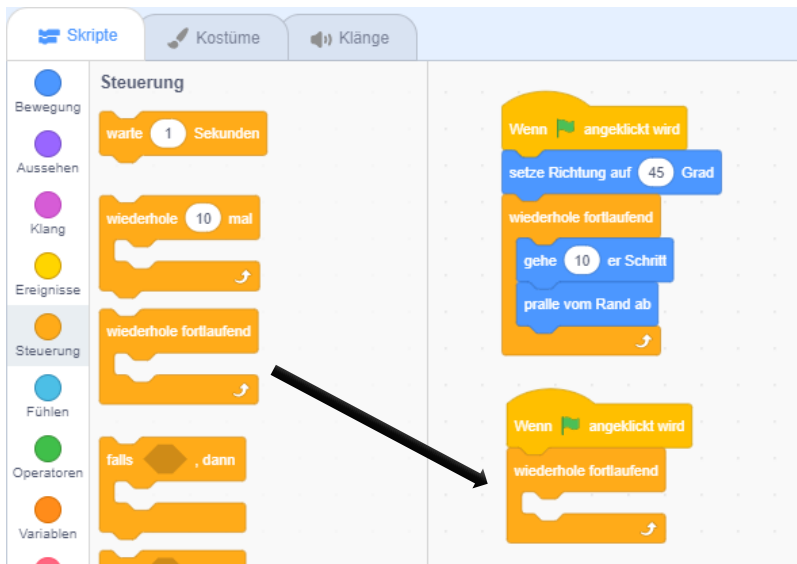 Skripte
Kostüme
Klänge
Bewegung
Aussehen
Klang
Ereignisse
Steuerung
Fühlen
Operatoren
Variablen
Steuerung
warte 1 Sekunden
wiederhole 10 mal
wiederhole fortlaufend
falls , dann
Wenn angeklickt wird
setze Richtung auf 45 Grad
wiederhole fortlaufend
gehe 10 er Schritt
pralle vom Rand ab
Wenn angeklickt wird
wiederhole fortlaufend